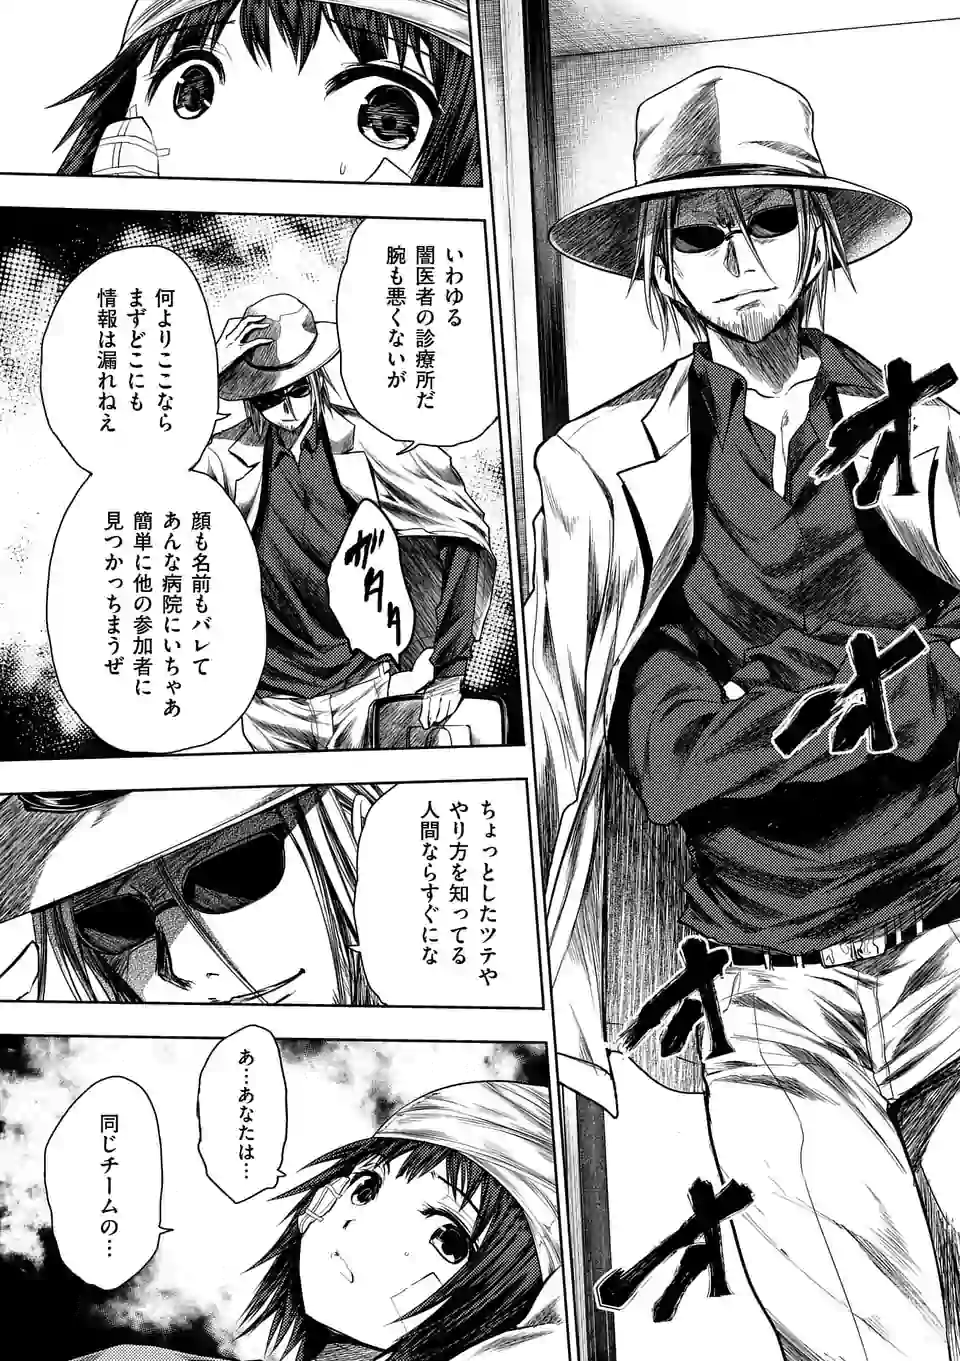 オ
オ
オ
オ
いわゆる
闇医者の診療所だ
腕も悪くないが
何よりここなら
まずどこにも
情報は漏れねえ
ガタタ
顔も名前もバレて
あんな病院にいちゃあ
簡単に他の参加者に
見つかっちまうぜ
ちょっとしたツテや
やり方を知ってる
人間ならすぐにな
あ…あなたは…
同じチームの…